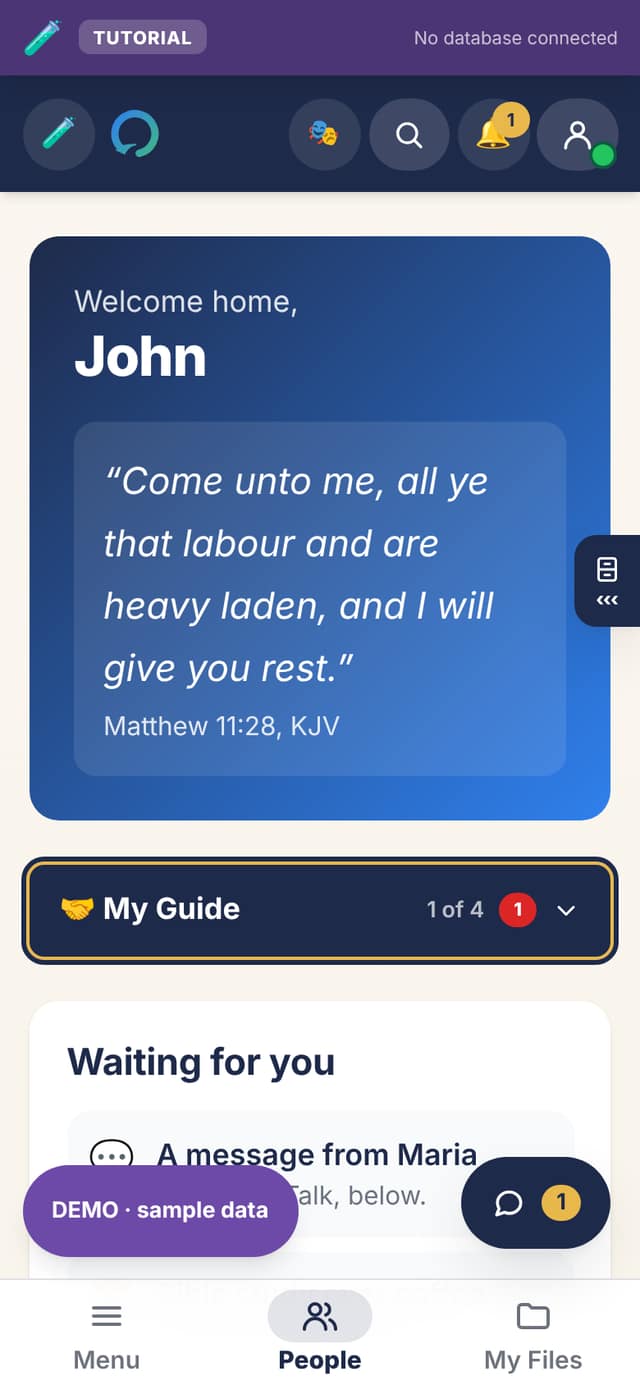 TUTORIAL
No database connected
1
Welcome home,
John
“Come unto me, all ye
that labour and are
heavy laden, and I will
give you rest.”
Matthew 11:28, KJV
My Guide
1 of 4
1
Waiting for you
A message from Maria
Talk, below.
DEMO · sample data
1
Menu
People
My Files